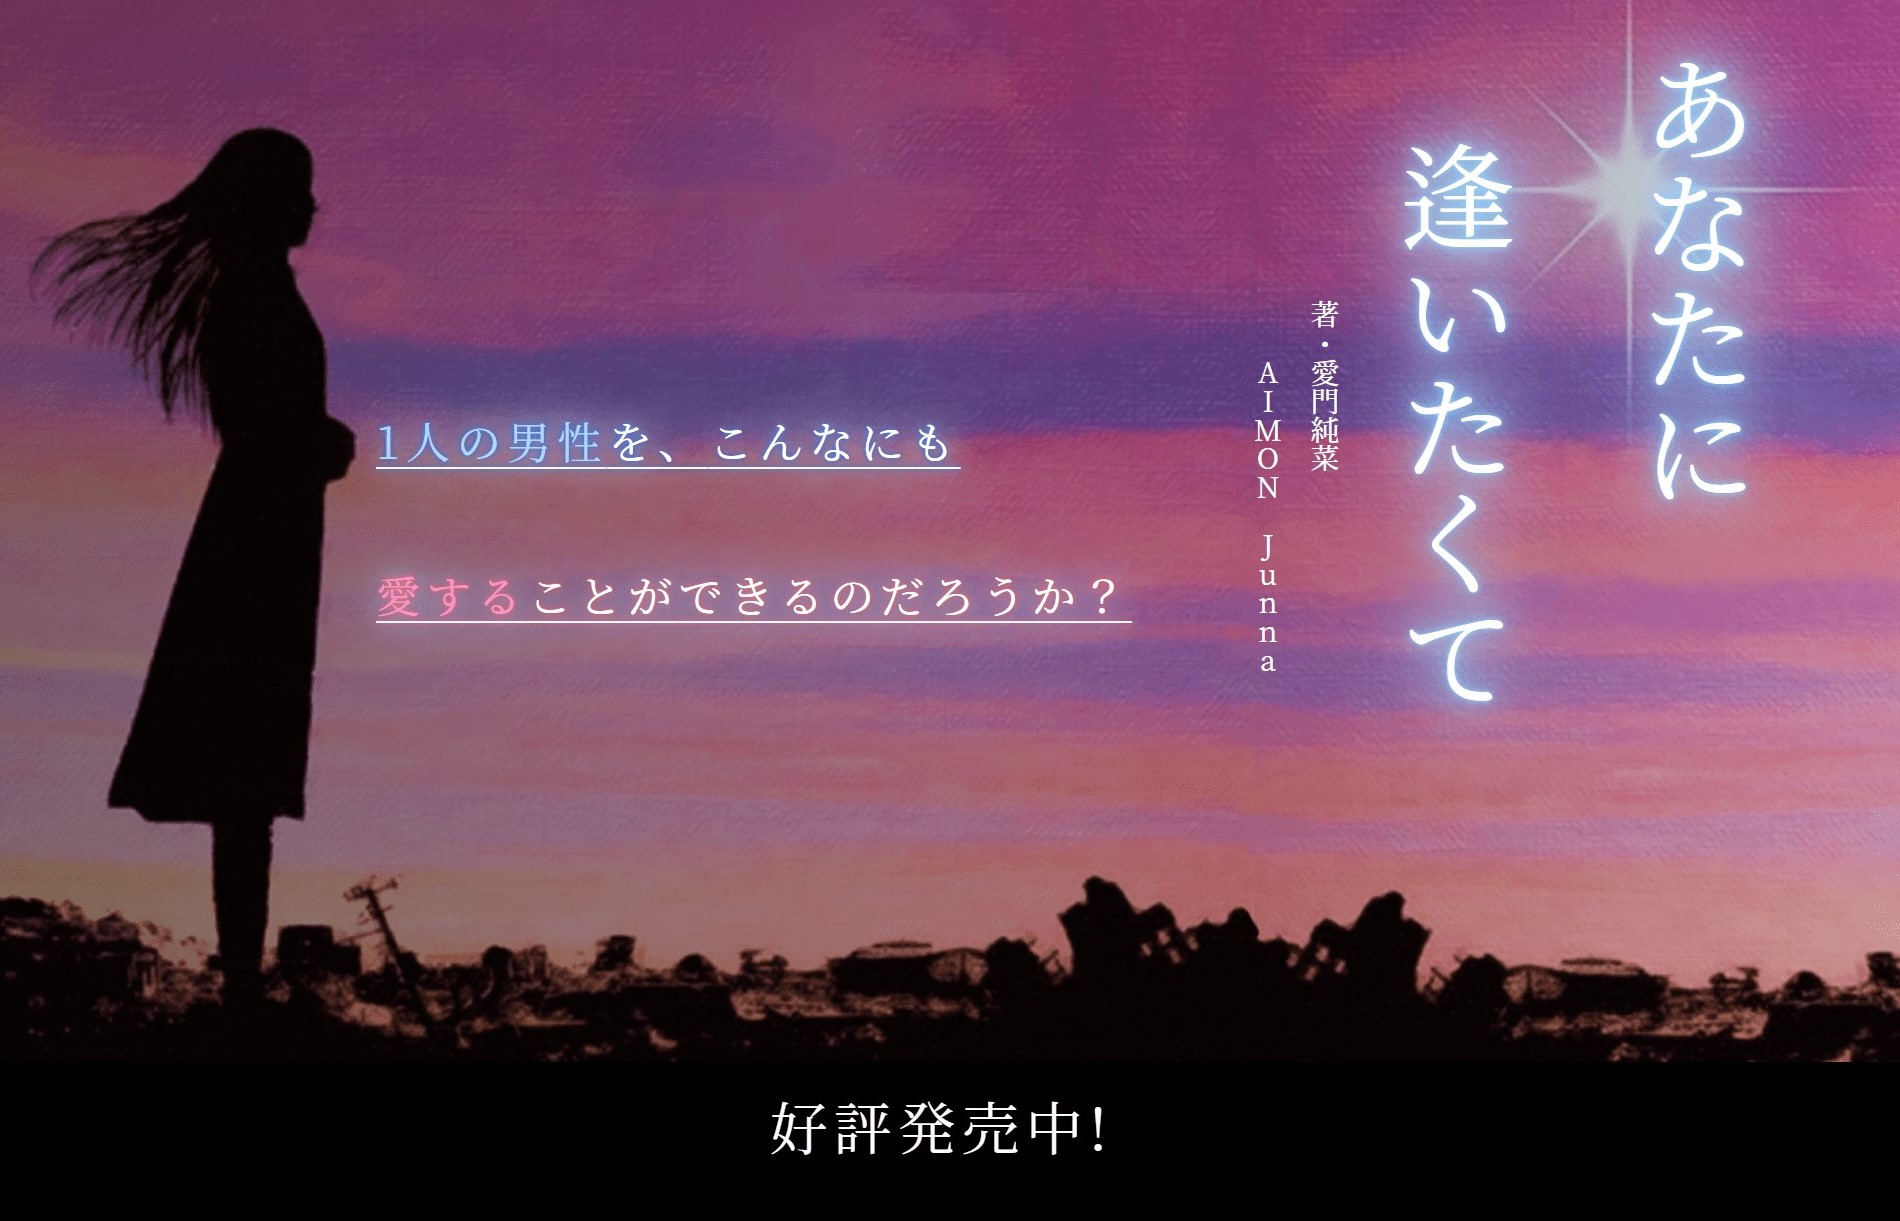 あなたに
逢いたくて
著・愛門純菜
AIMON Junna
1人の男性を、こんなにも
愛することができるのだろうか？
好評発売中!